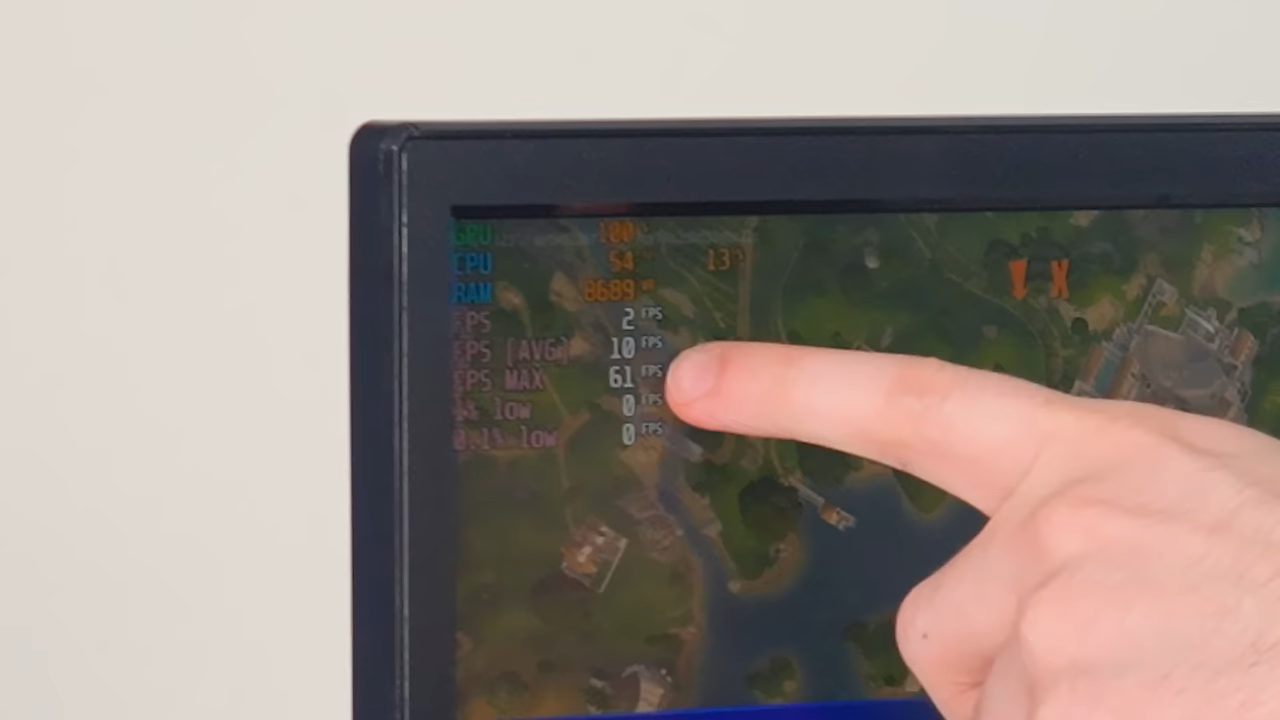 GPU 100
CPU 54 13
RAM 8689
FPS 2 FPS
FPS [AVG] 10 FPS
FPS MAX 61 FPS
1% low 0 FPS
0.1% low 0 FPS